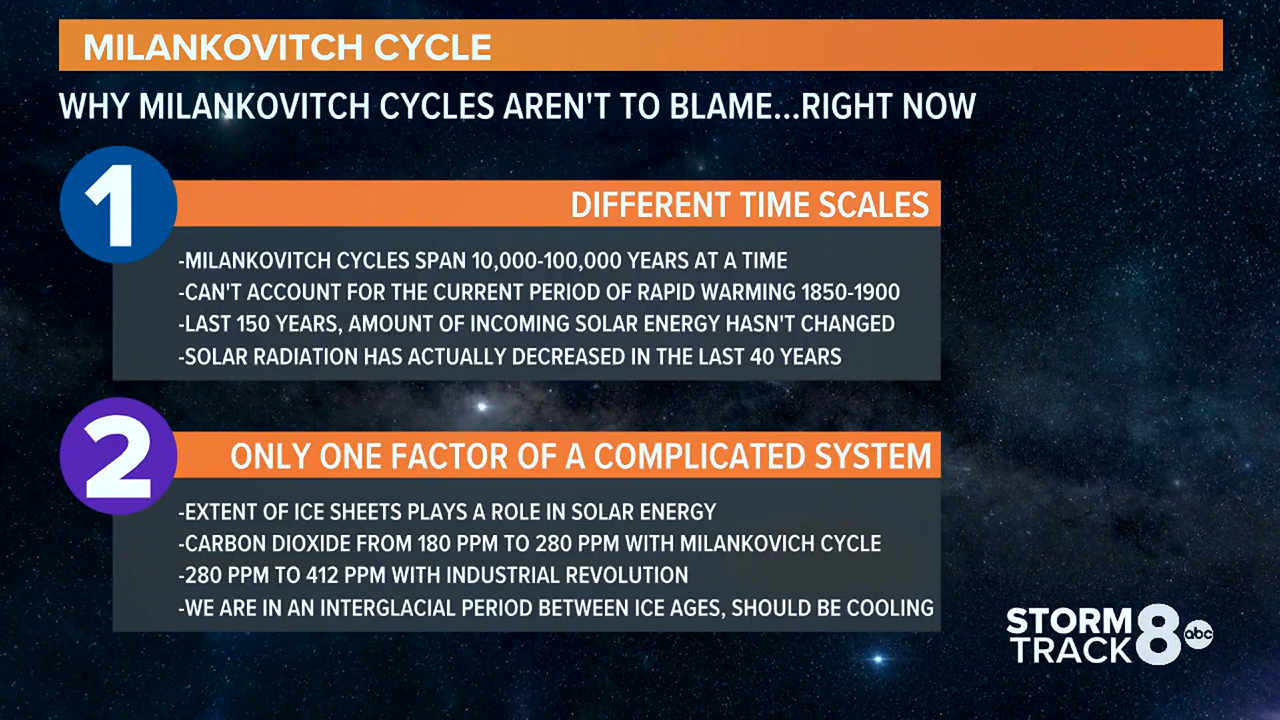 MILANKOVITCH CYCLE
WHY MILANKOVITCH CYCLES AREN'T TO BLAME...RIGHT NOW
1
DIFFERENT TIME SCALES
-MILANKOVITCH CYCLES SPAN 10,000-100,000 YEARS AT A TIME
-CAN'T ACCOUNT FOR THE CURRENT PERIOD OF RAPID WARMING 1850-1900
-LAST 150 YEARS, AMOUNT OF INCOMING SOLAR ENERGY HASN'T CHANGED
-SOLAR RADIATION HAS ACTUALLY DECREASED IN THE LAST 40 YEARS
2
ONLY ONE FACTOR OF A COMPLICATED SYSTEM
-EXTENT OF ICE SHEETS PLAYS A ROLE IN SOLAR ENERGY
-CARBON DIOXIDE FROM 180 PPM TO 280 PPM WITH MILANKOVICH CYCLE
-280 PPM TO 412 PPM WITH INDUSTRIAL REVOLUTION
-WE ARE IN AN INTERGLACIAL PERIOD BETWEEN ICE AGES, SHOULD BE COOLING
STORM
TRACK 8 abc